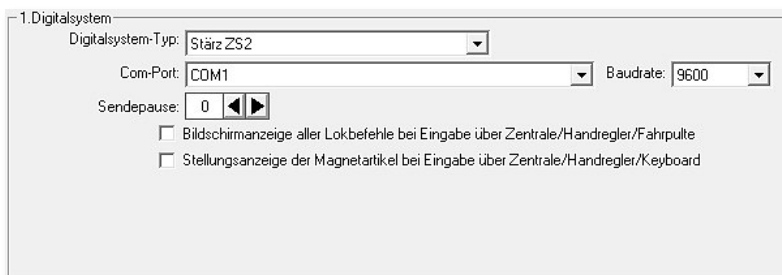 1.Digitalsystem
Digitalsystem-Typ: Stärz ZS2
Com-Port: COM1 Baudrate: 9600
Sendepause: 0
Bildschirmanzeige aller Lokbefehle bei Eingabe über Zentrale/Handregler/Fahrpulte
Stellungsanzeige der Magnetartikel bei Eingabe über Zentrale/Handregler/Keyboard